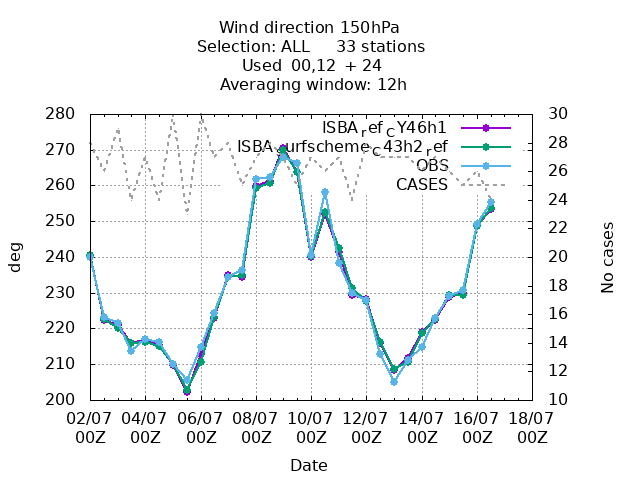 Wind direction 150hPa
Selection: ALL 33 stations
Used 00,12 + 24
Averaging window: 12h
280 30
ISBA_ref_CY46h1
270 28
ISBA_surfscheme_C43h2_ref
OBS
260 26
CASES
250 24
240 22
230 20
220 18
210 16
200 14
12
10
deg
No cases
02/07 04/07 06/07 08/07 10/07 12/07 14/07 16/07 18/07
00Z 00Z 00Z 00Z 00Z 00Z 00Z 00Z 00Z
Date